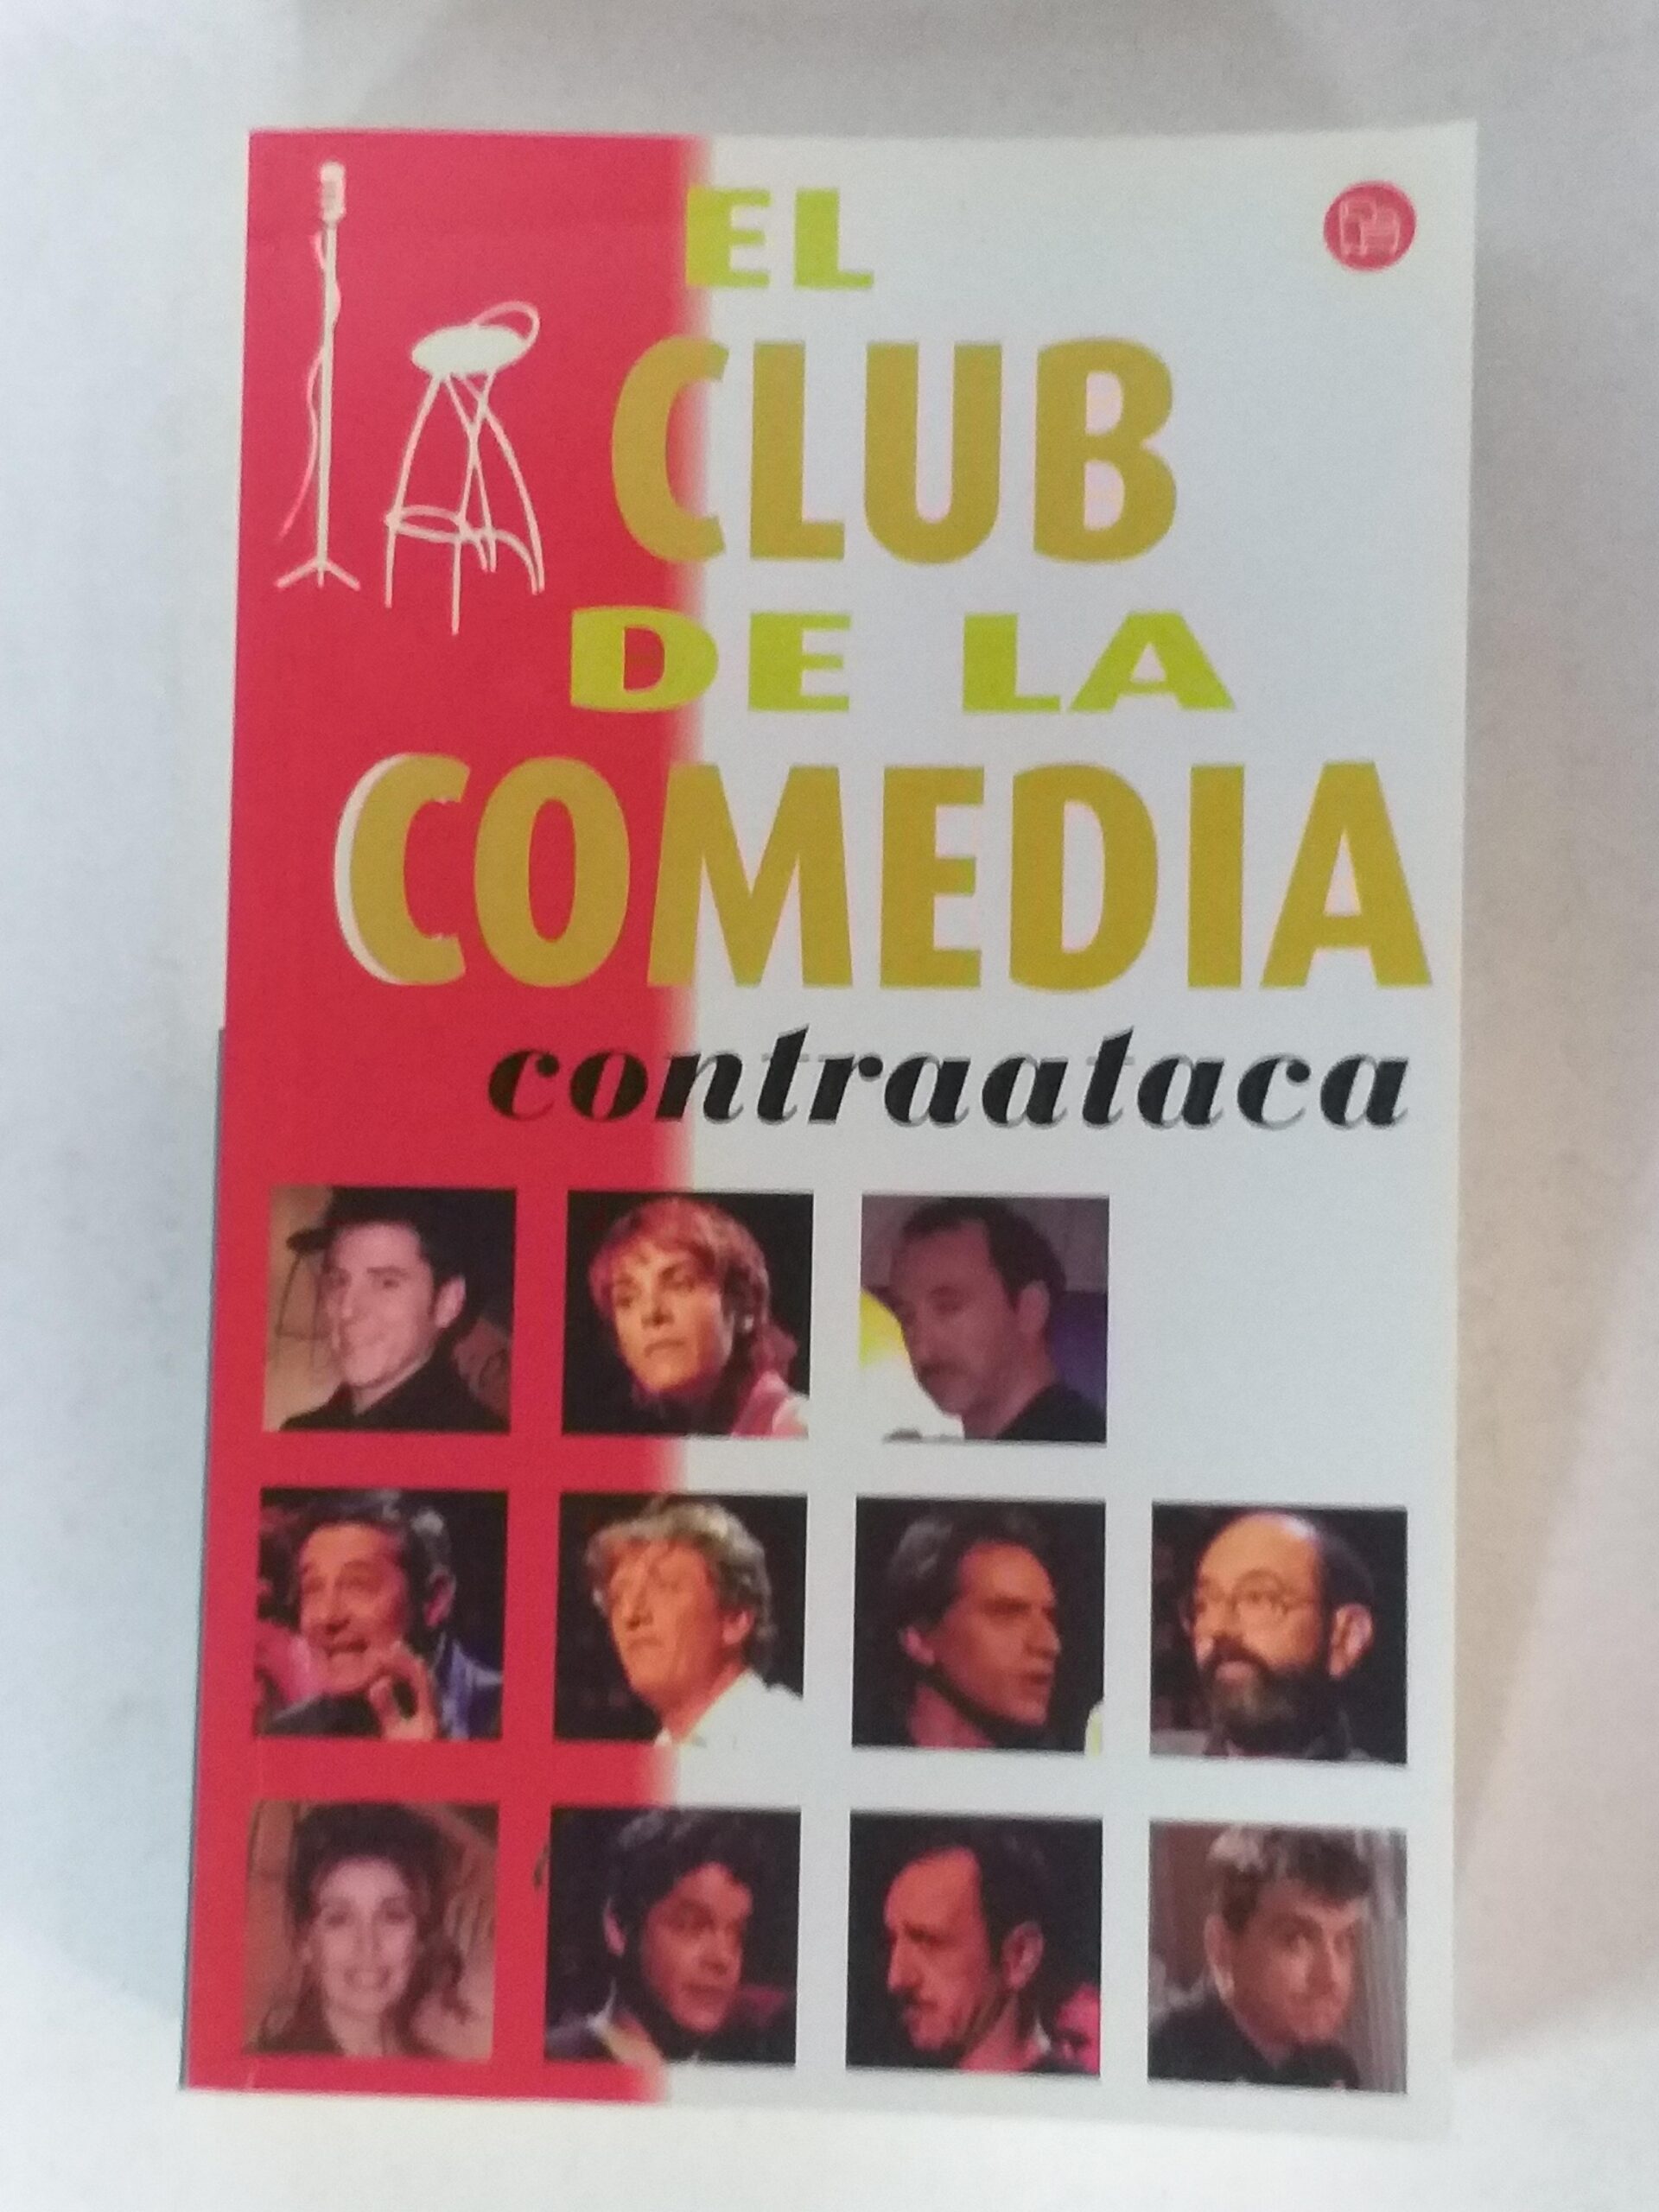 EL
CLUB
DE LA
COMEDIA
contraataca